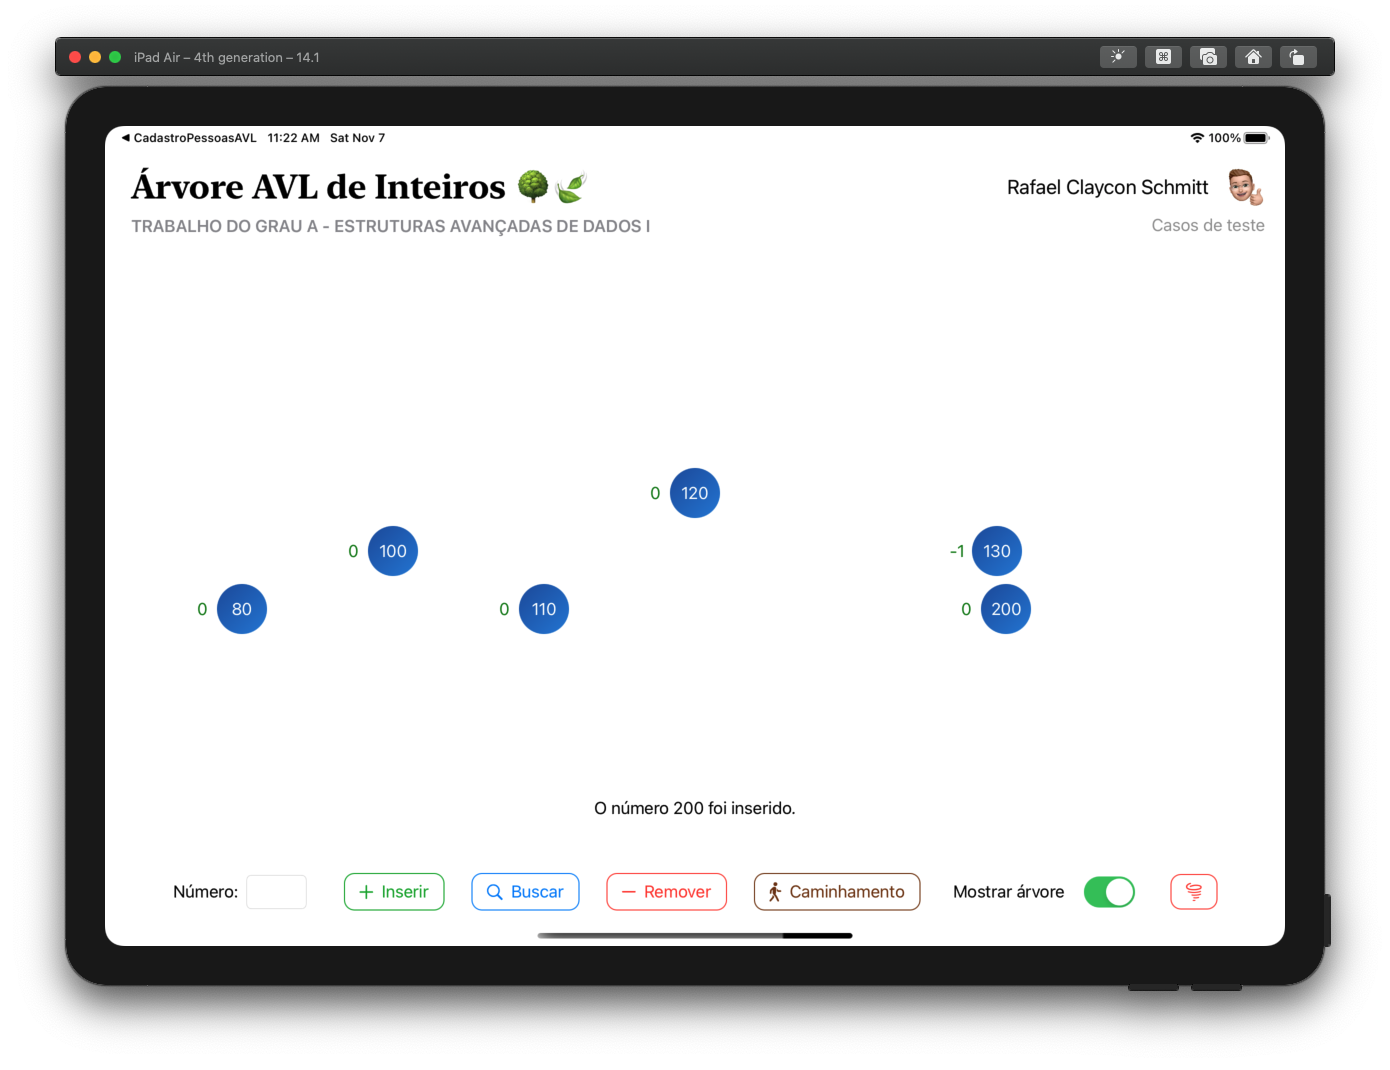 iPad Air – 4th generation – 14.1
◀ CadastroPessoasAVL 11:22 AM Sat Nov 7
100%
Árvore AVL de Inteiros 🌳🍃
Rafael Claycon Schmitt
TRABALHO DO GRAU A - ESTRUTURAS AVANÇADAS DE DADOS I
Casos de teste
0 120
0 100
-1 130
0 80
0 110
0 200
O número 200 foi inserido.
Número:
+ Inserir
Buscar
− Remover
Caminhamento
Mostrar árvore